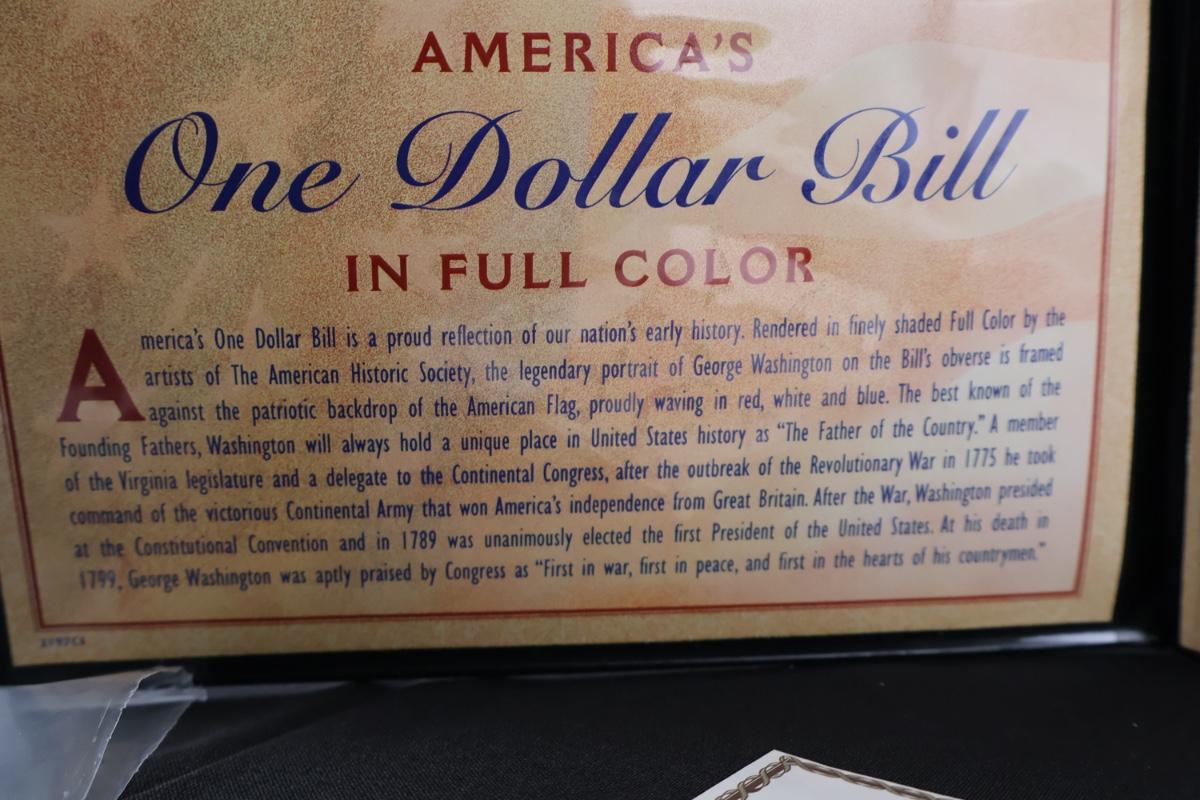 AMERICA'S
One Dollar Bill
IN FULL COLOR
America's One Dollar Bill is a proud reflection of our nation's early history. Rendered in finely shaded Full Color by the
artists of The American Historic Society, the legendary portrait of George Washington on the Bill's obverse is framed
against the patriotic backdrop of the American Flag, proudly waving in red, white and blue. The best known of the
Founding Fathers, Washington will always hold a unique place in United States history as “The Father of the Country.” A member
of the Virginia legislature and a delegate to the Continental Congress, after the outbreak of the Revolutionary War in 1775 he took
command of the victorious Continental Army that won America's independence from Great Britain. After the War, Washington presided
at the Constitutional Convention and in 1789 was unanimously elected the first President of the United States. At his death in
1799, George Washington was aptly praised by Congress as “First in war, first in peace, and first in the hearts of his countrymen.”